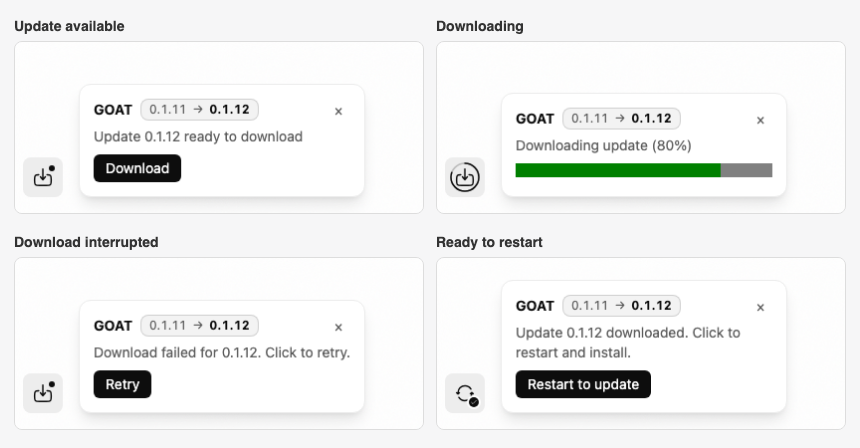 Update available
GOAT 0.1.11 → 0.1.12 ×
Update 0.1.12 ready to download
Download
Downloading
GOAT 0.1.11 → 0.1.12 ×
Downloading update (80%)
Download interrupted
GOAT 0.1.11 → 0.1.12 ×
Download failed for 0.1.12. Click to retry.
Retry
Ready to restart
GOAT 0.1.11 → 0.1.12 ×
Update 0.1.12 downloaded. Click to
restart and install.
Restart to update